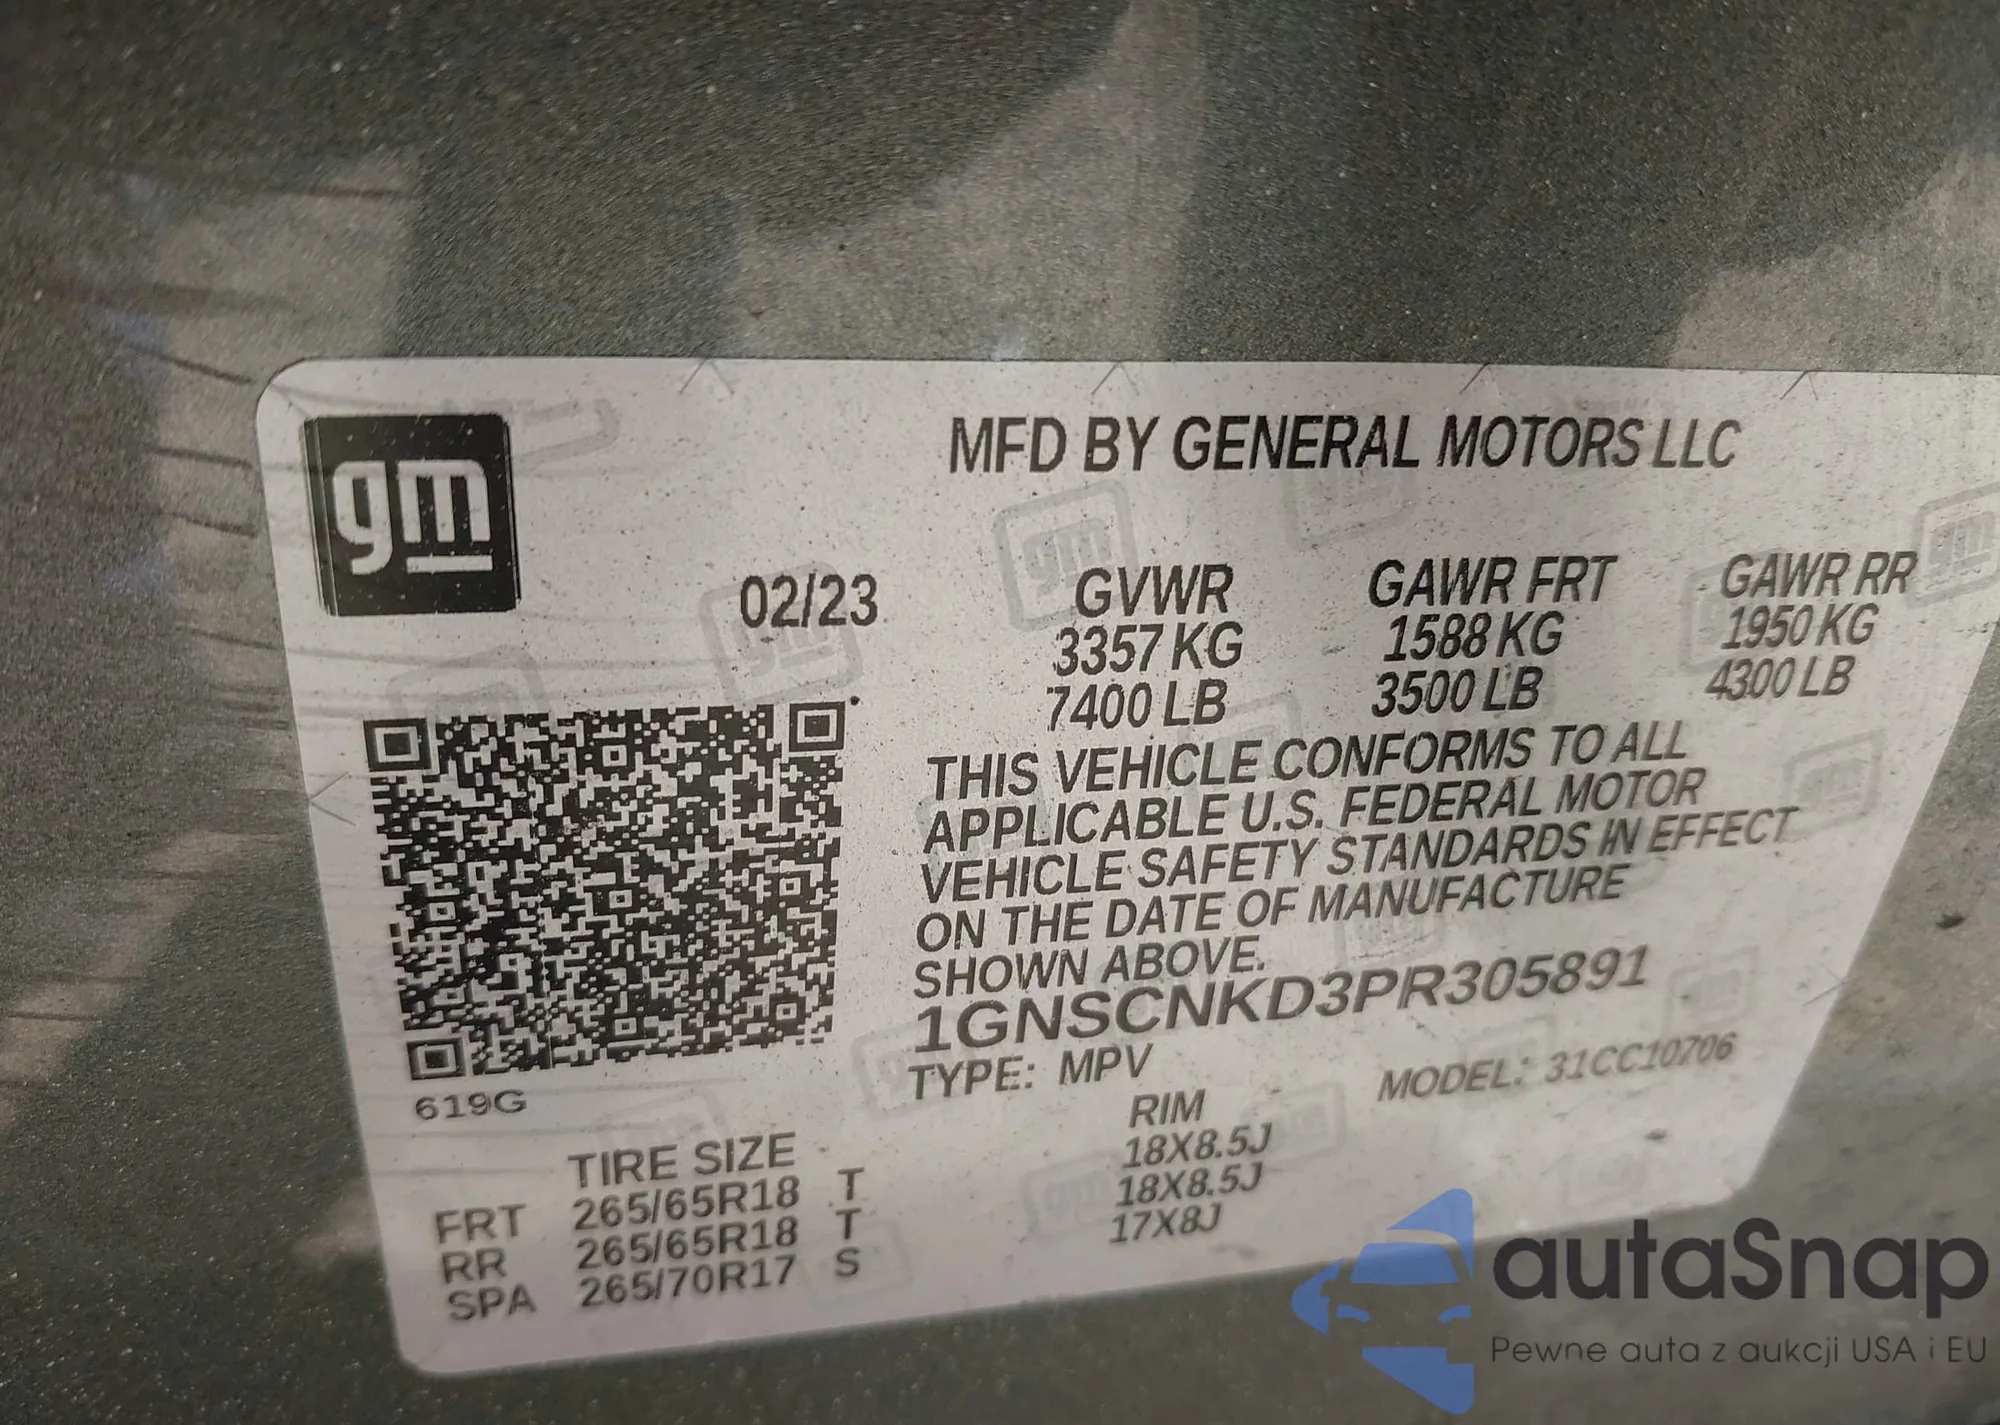 gm
MFD BY GENERAL MOTORS LLC
02/23
GVWR GAWR FRT GAWR RR
3357 KG 1588 KG 1950 KG
7400 LB 3500 LB 4300 LB
THIS VEHICLE CONFORMS TO ALL
APPLICABLE U.S. FEDERAL MOTOR
VEHICLE SAFETY STANDARDS IN EFFECT
ON THE DATE OF MANUFACTURE
SHOWN ABOVE.
1GNSCNKD3PR305891
TYPE: MPV MODEL: 31CC10706
619G
TIRE SIZE RIM
FRT 265/65R18 T 18X8.5J
RR 265/65R18 T 18X8.5J
SPA 265/70R17 S 17X8J
autaSnap
Pewne auta z aukcji USA i EU